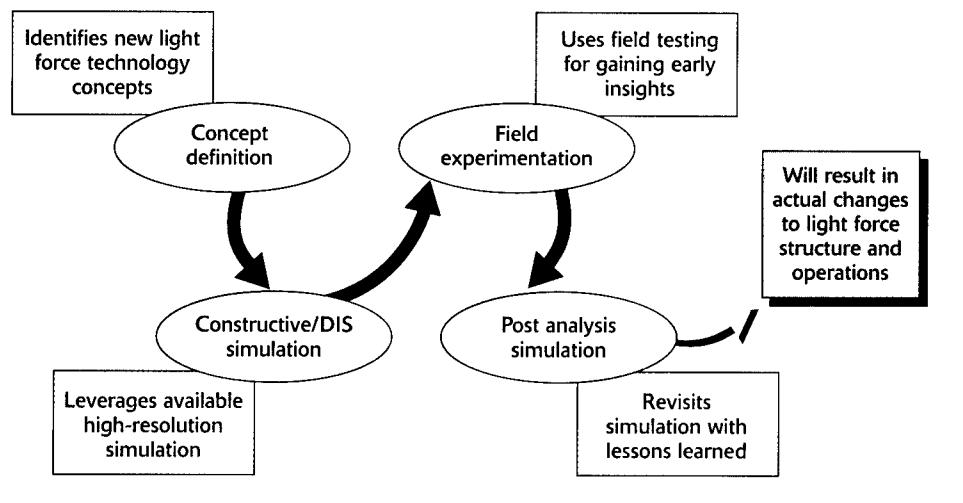 Identifies new light
force technology
concepts
Concept
definition
Constructive/DIS
simulation
Leverages available
high-resolution
simulation
Uses field testing
for gaining early
insights
Field
experimentation
Post analysis
simulation
Revisits
simulation with
lessons learned
Will result in
actual changes
to light force
structure and
operations